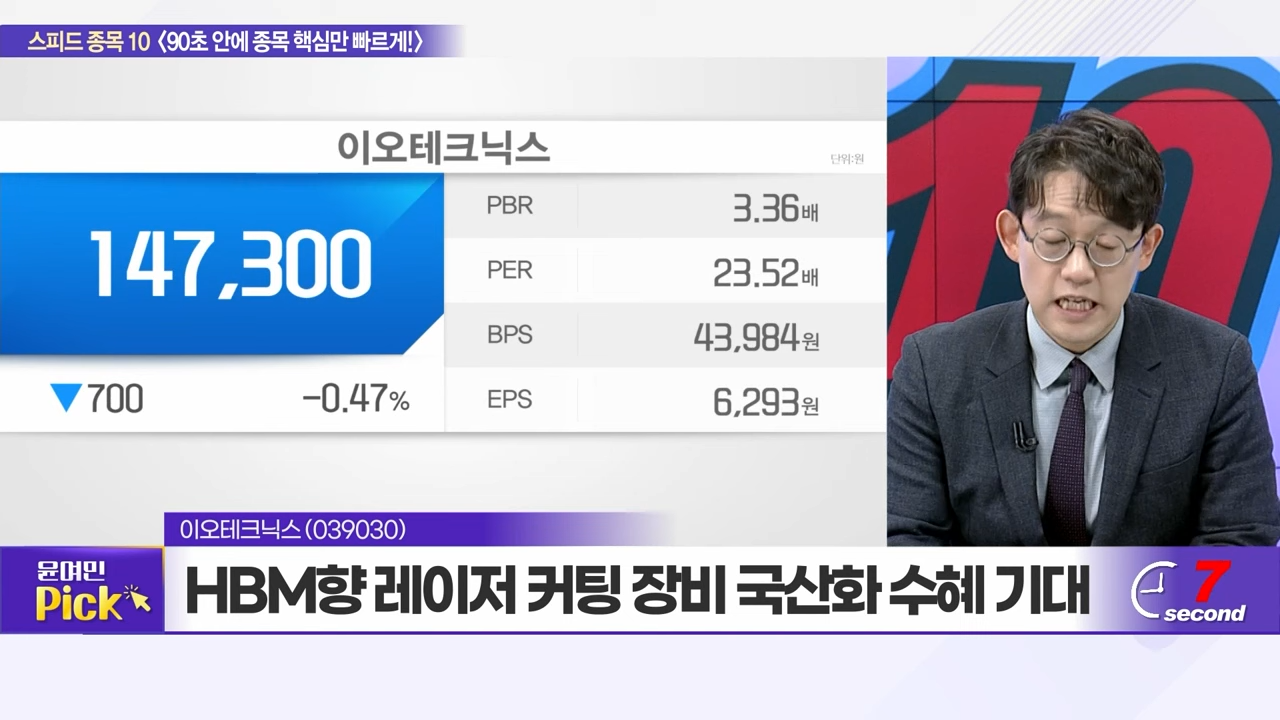 스피드 종목 10 〈90초 안에 종목 핵심만 빠르게!〉
이오테크닉스
단위:원
147,300
▼700 -0.47%
PBR 3.36배
PER 23.52배
BPS 43,984원
EPS 6,293원
10
이오테크닉스(039030)
윤여민
Pick
HBM향 레이저 커팅 장비 국산화 수혜 기대
7
second